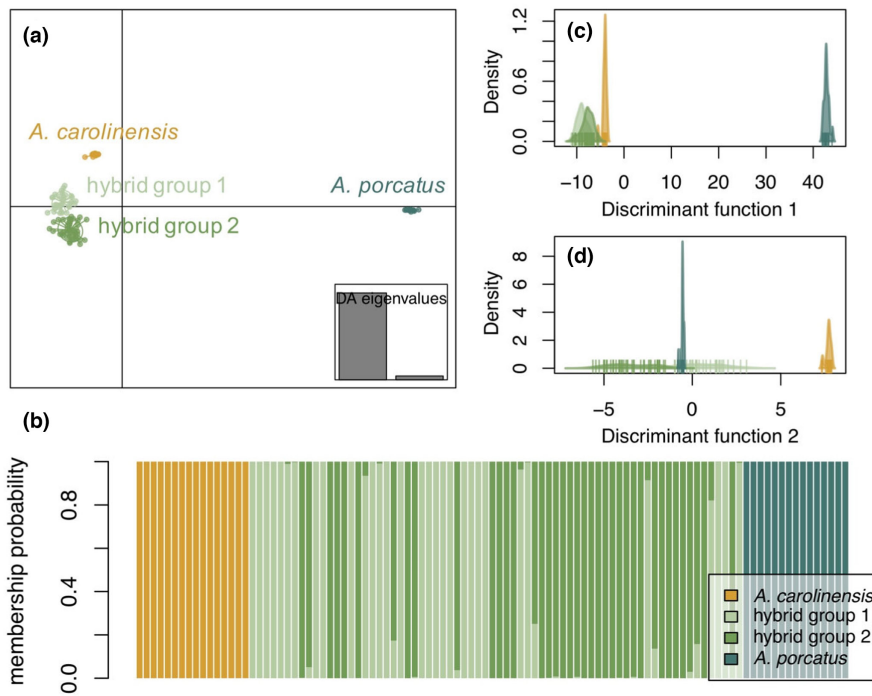 (a)
A. carolinensis
hybrid group 1
A. porcatus
hybrid group 2
DA eigenvalues
(c)
Density
1.2
0.6
0.0
−10 0 10 20 30 40
Discriminant function 1
(d)
Density
8
6
4
2
0
−5 0 5
Discriminant function 2
(b)
membership probability
0.8
0.4
0.0
A. carolinensis
hybrid group 1
hybrid group 2
A. porcatus